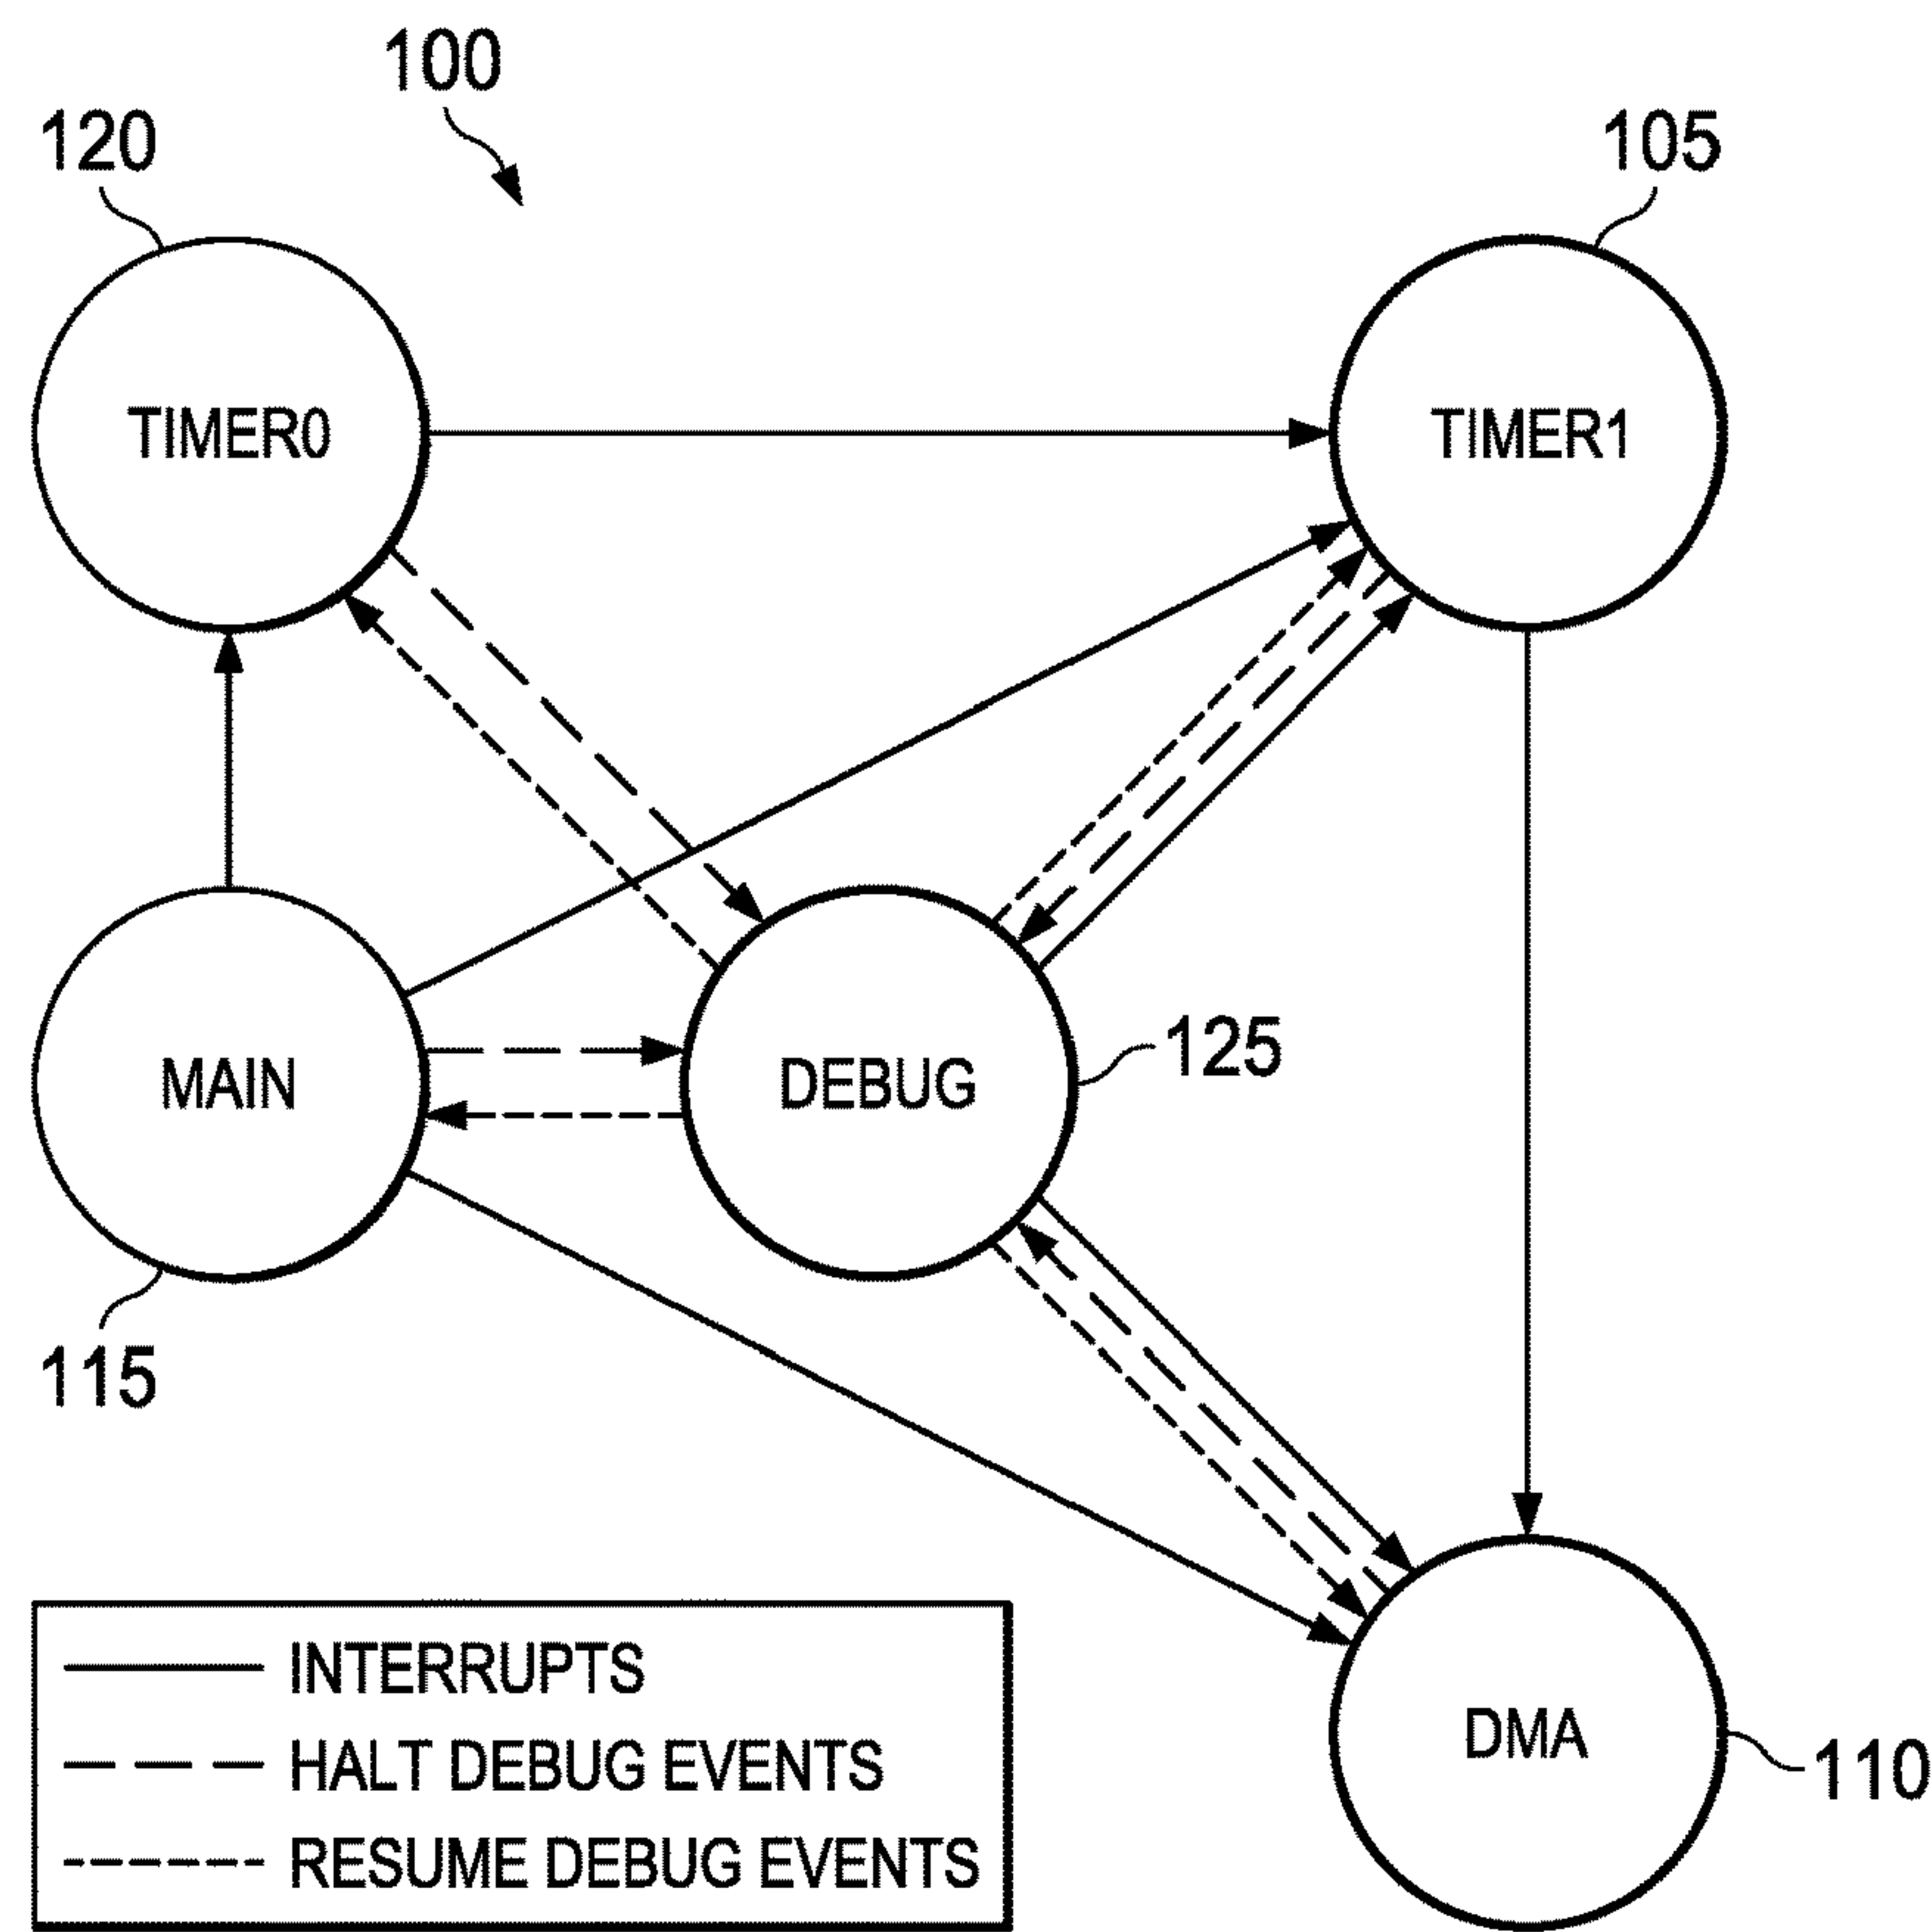 100
120
105
TIMER0
TIMER1
MAIN
DEBUG
125
115
INTERRUPTS
HALT DEBUG EVENTS
RESUME DEBUG EVENTS
DMA
110